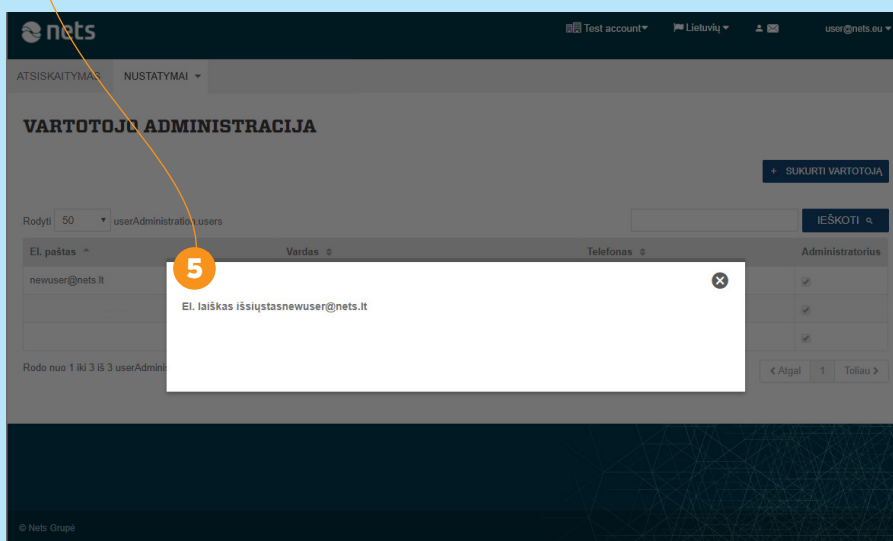 nets
Test account
Lietuvių
user@nets.eu
ATSISKAITYMAS NUSTATYMAI
VARTOTOJO ADMINISTRACIJA
+ SUKURTI VARTOTOJĄ
Rodyti 50 userAdministration.users
IEŠKOTI
El. paštas Vardas Telefonas Administratorius
newuser@nets.lt
5
El. laiškas išsiųstasnewuser@nets.lt
Rodo nuo 1 iki 3 iš 3 userAdminis
Atgal 1 Toliau
© Nets Grupė